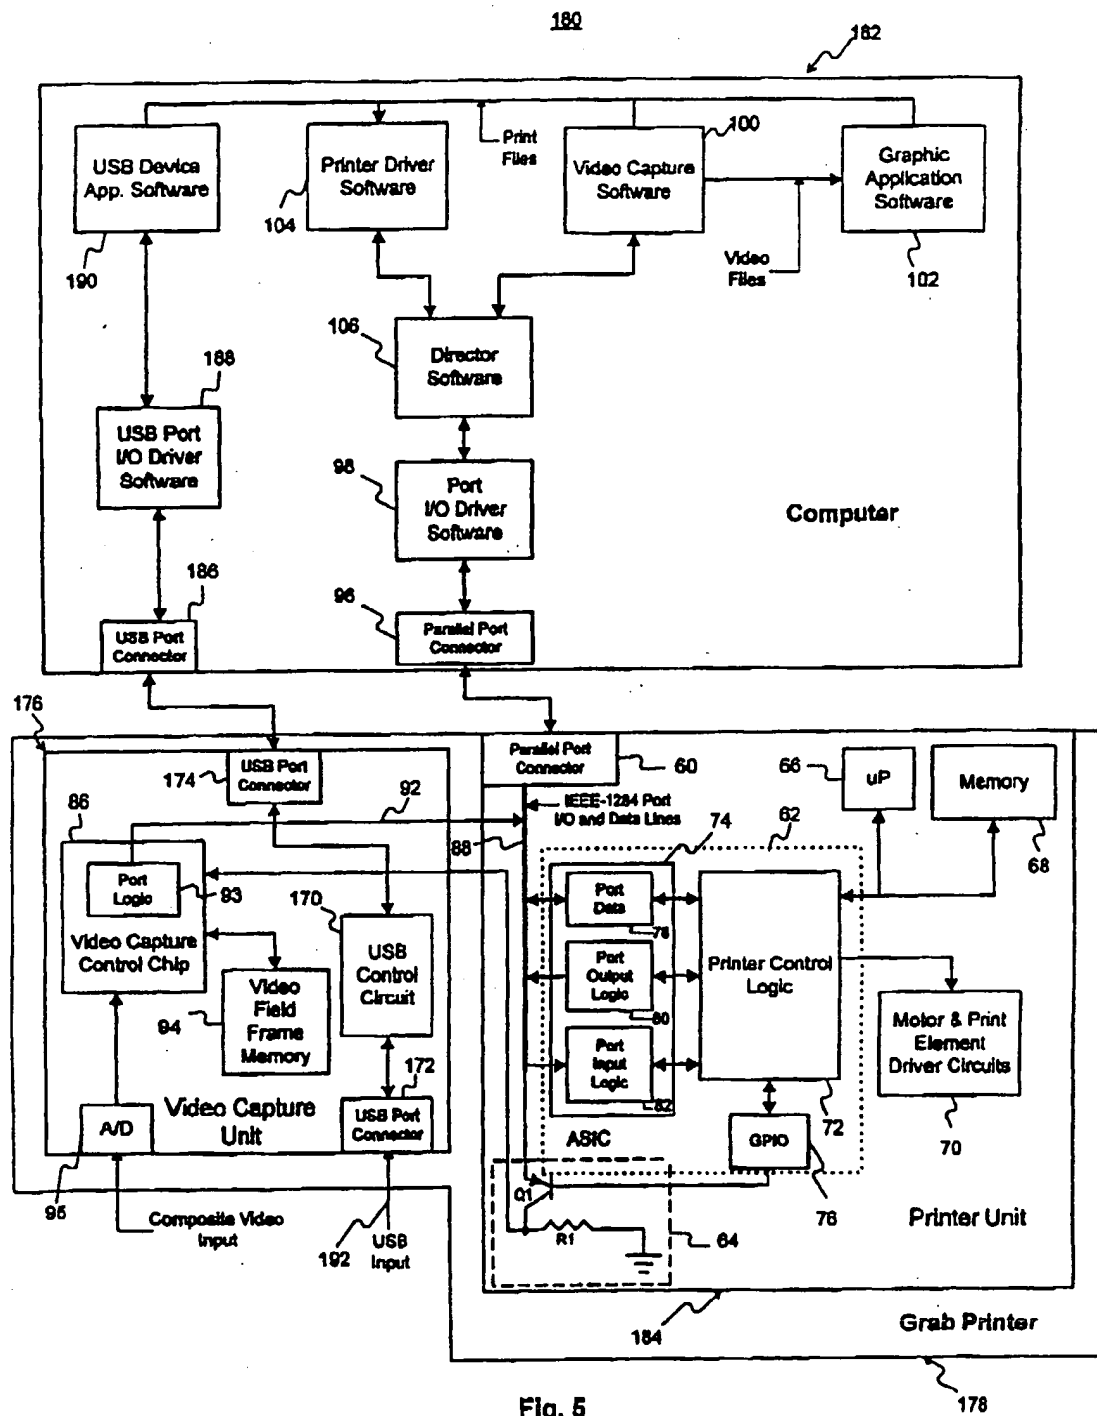 180
182
USB Device
App. Software
190
Printer Driver
Software
104
Print
Files
Video Capture
Software
100
Graphic
Application
Software
102
Video
Files
106
Director
Software
188
USB Port
I/O Driver
Software
98
Port
I/O Driver
Software
Computer
186
USB Port
Connector
96
Parallel Port
Connector
176
174
USB Port
Connector
92
Parallel Port
Connector
60
IEEE-1284 Port
I/O and Data Lines
88
66
uP
Memory
68
62
74
86
Port
Logic
93
Video Capture
Control Chip
170
USB
Control
Circuit
94
Video
Field
Frame
Memory
Port
Data
78
Port
Output
Logic
80
Port
Input
Logic
82
Printer Control
Logic
72
Motor & Print
Element
Driver Circuits
70
172
USB Port
Connector
A/D
95
Video Capture
Unit
ASIC
GPIO
76
Q1
R1
64
Composite Video
Input
192
USB
Input
Printer Unit
184
Grab Printer
178
Fig. 5